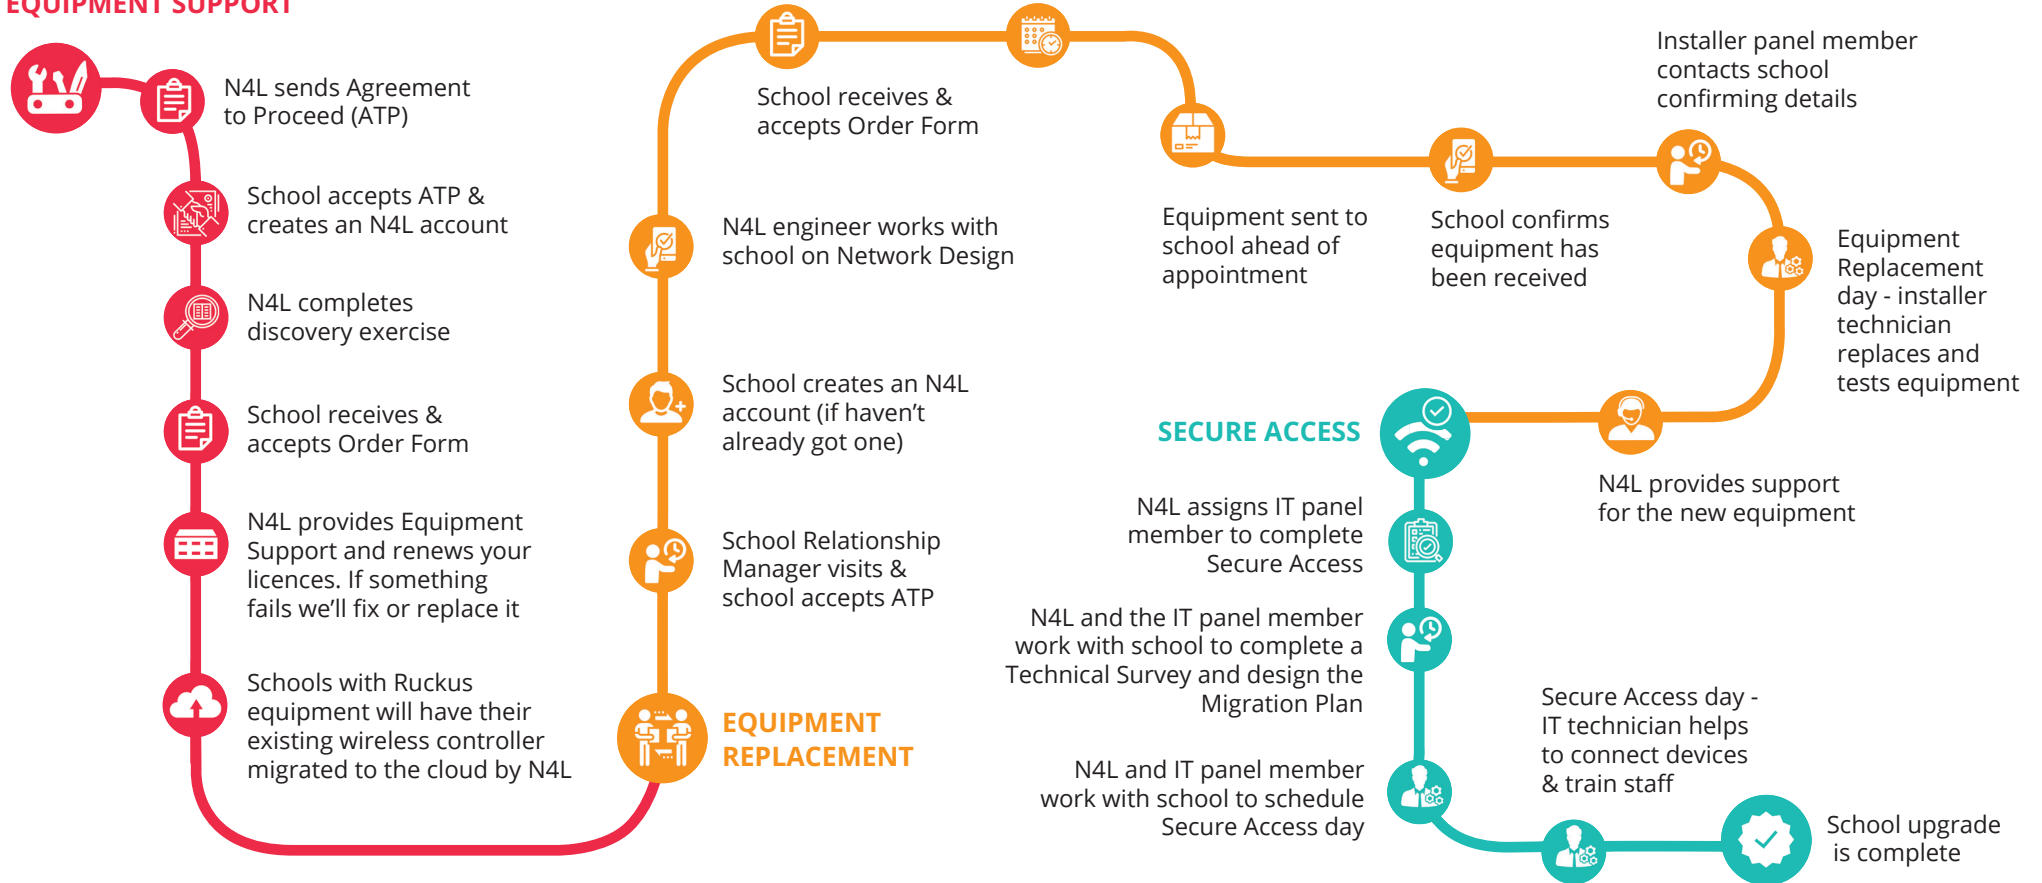 EQUIPMENT SUPPORT
N4L sends Agreement
to Proceed (ATP)
School accepts ATP &
creates an N4L account
N4L completes
discovery exercise
School receives &
accepts Order Form
N4L provides Equipment
Support and renews your
licences. If something
fails we’ll fix or replace it
Schools with Ruckus
equipment will have their
existing wireless controller
migrated to the cloud by N4L
EQUIPMENT
REPLACEMENT
School Relationship
Manager visits &
school accepts ATP
School creates an N4L
account (if haven’t
already got one)
N4L engineer works with
school on Network Design
School receives &
accepts Order Form
Equipment sent to
school ahead of
appointment
School confirms
equipment has
been received
Installer panel member
contacts school
confirming details
Equipment
Replacement
day - installer
technician
replaces and
tests equipment
N4L provides support
for the new equipment
SECURE ACCESS
N4L assigns IT panel
member to complete
Secure Access
N4L and the IT panel member
work with school to complete a
Technical Survey and design the
Migration Plan
N4L and IT panel member
work with school to schedule
Secure Access day
Secure Access day -
IT technician helps
to connect devices
& train staff
School upgrade
is complete